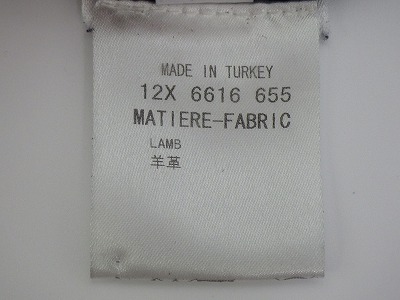 MADE IN TURKEY
12X 6616 655
MATIERE-FABRIC
LAMB
羊革